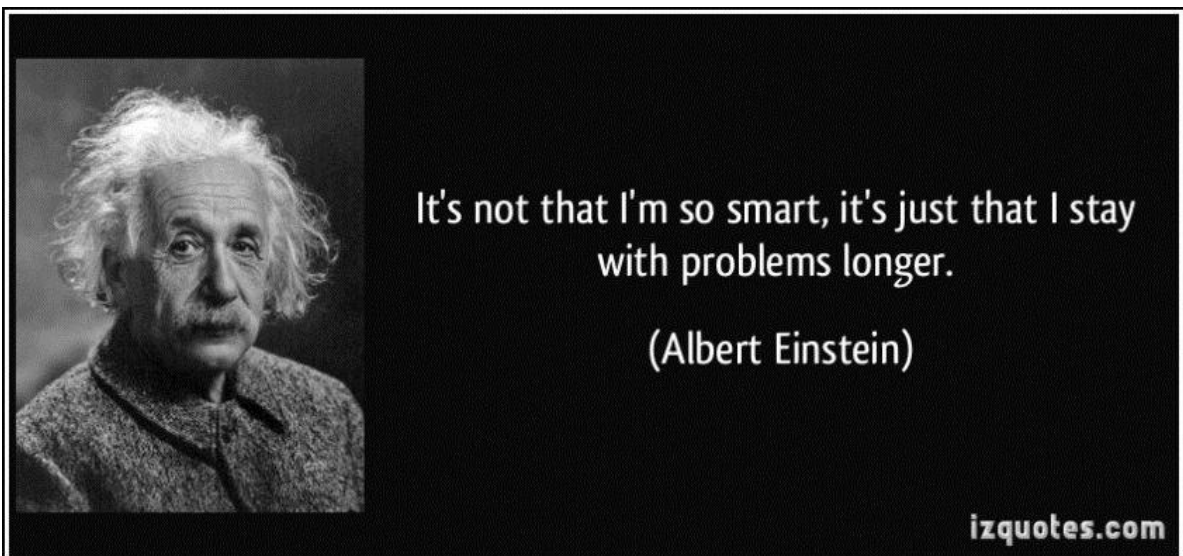 It's not that I'm so smart, it's just that I stay
with problems longer.
(Albert Einstein)
izquotes.com